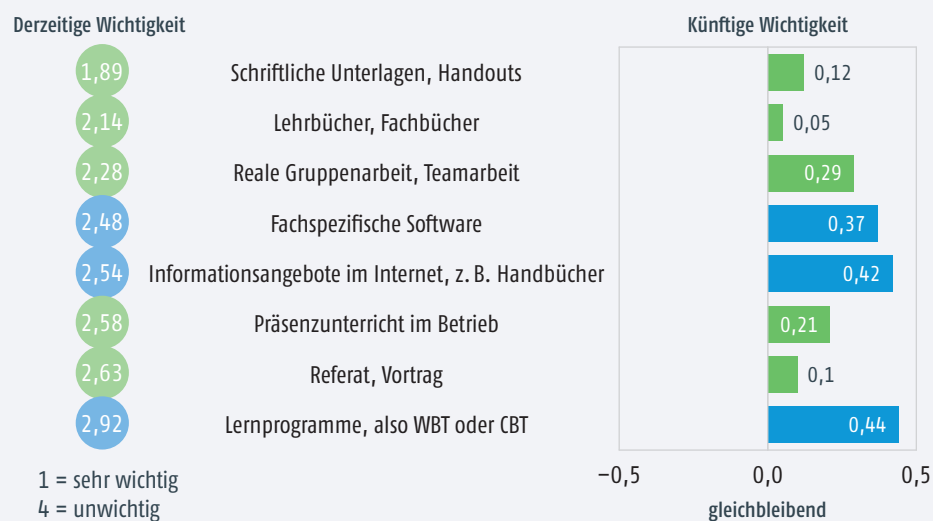 Derzeitige Wichtigkeit Künftige Wichtigkeit
1,89 Schriftliche Unterlagen, Handouts 0,12
2,14 Lehrbücher, Fachbücher 0,05
2,28 Reale Gruppenarbeit, Teamarbeit 0,29
2,48 Fachspezifische Software 0,37
2,54 Informationsangebote im Internet, z. B. Handbücher 0,42
2,58 Präsenzunterricht im Betrieb 0,21
2,63 Referat, Vortrag 0,1
2,92 Lernprogramme, also WBT oder CBT 0,44
−0,5 0,0 0,5
1 = sehr wichtig
4 = unwichtig gleichbleibend